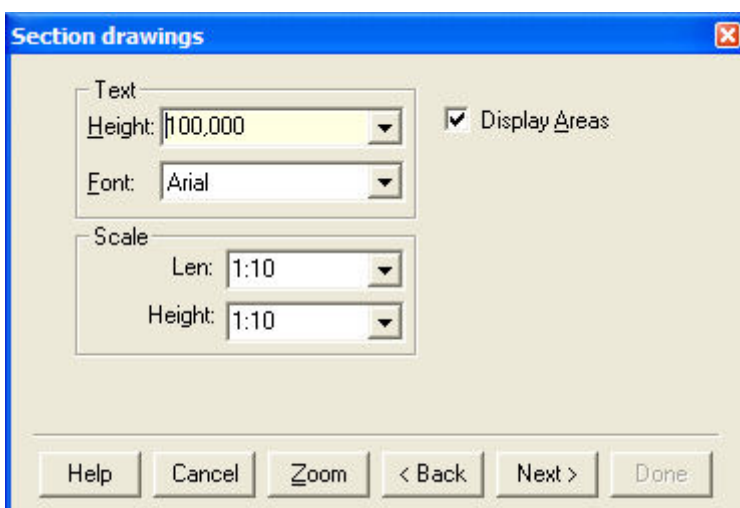 Section drawings
Text
Height: 100,000
Display Areas
Font: Arial
Scale
Len: 1:10
Height: 1:10
Help Cancel Zoom < Back Next > Done